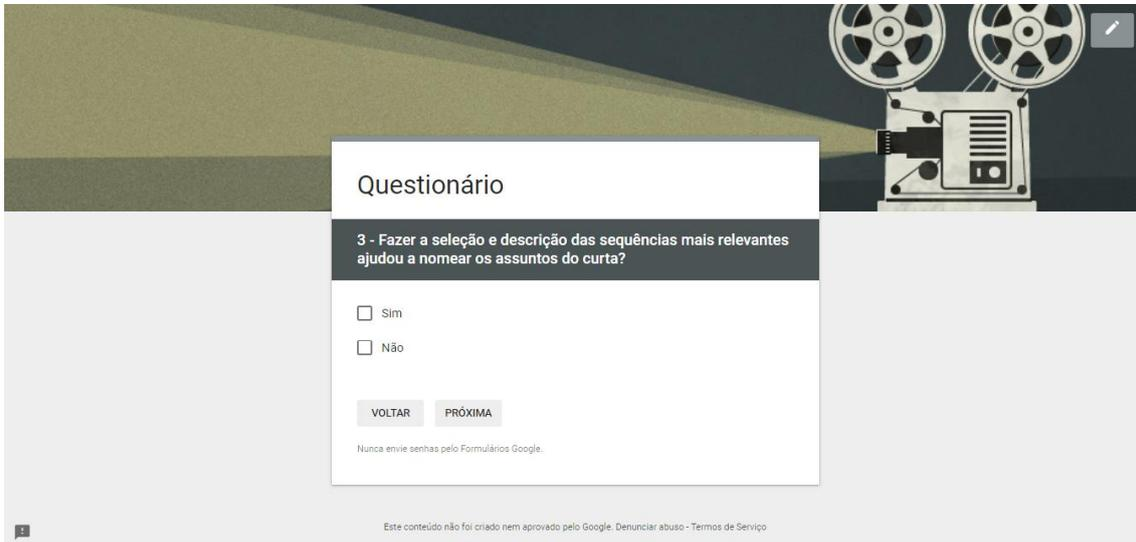 Questionário
3 - Fazer a seleção e descrição das sequências mais relevantes
ajudou a nomear os assuntos do curta?
Sim
Não
VOLTAR PRÓXIMA
Nunca envie senhas pelo Formulários Google.
Este conteúdo não foi criado nem aprovado pelo Google. Denunciar abuso - Termos de Serviço